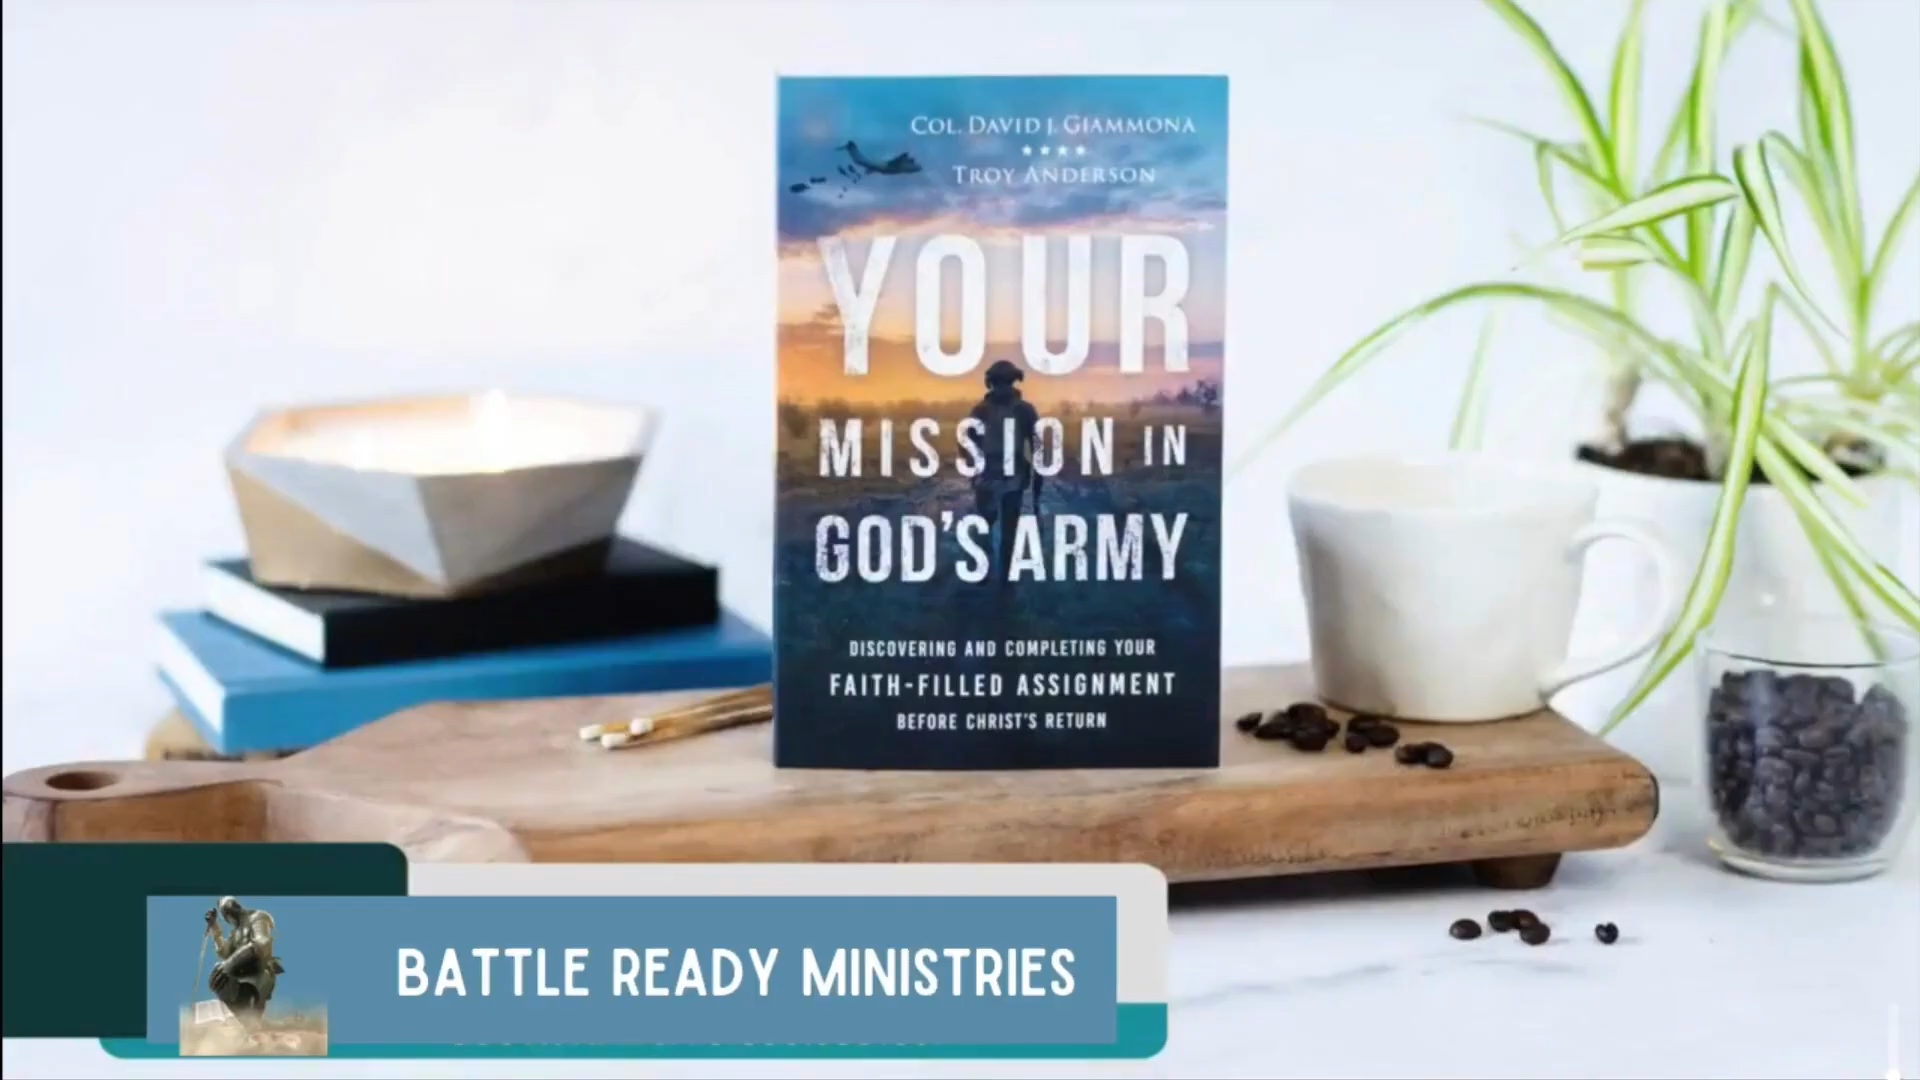 COL. DAVID J. GIAMMONA
TROY ANDERSON
YOUR
MISSION IN
GOD'S ARMY
DISCOVERING AND COMPLETING YOUR
FAITH-FILLED ASSIGNMENT
BEFORE CHRIST'S RETURN
BATTLE READY MINISTRIES